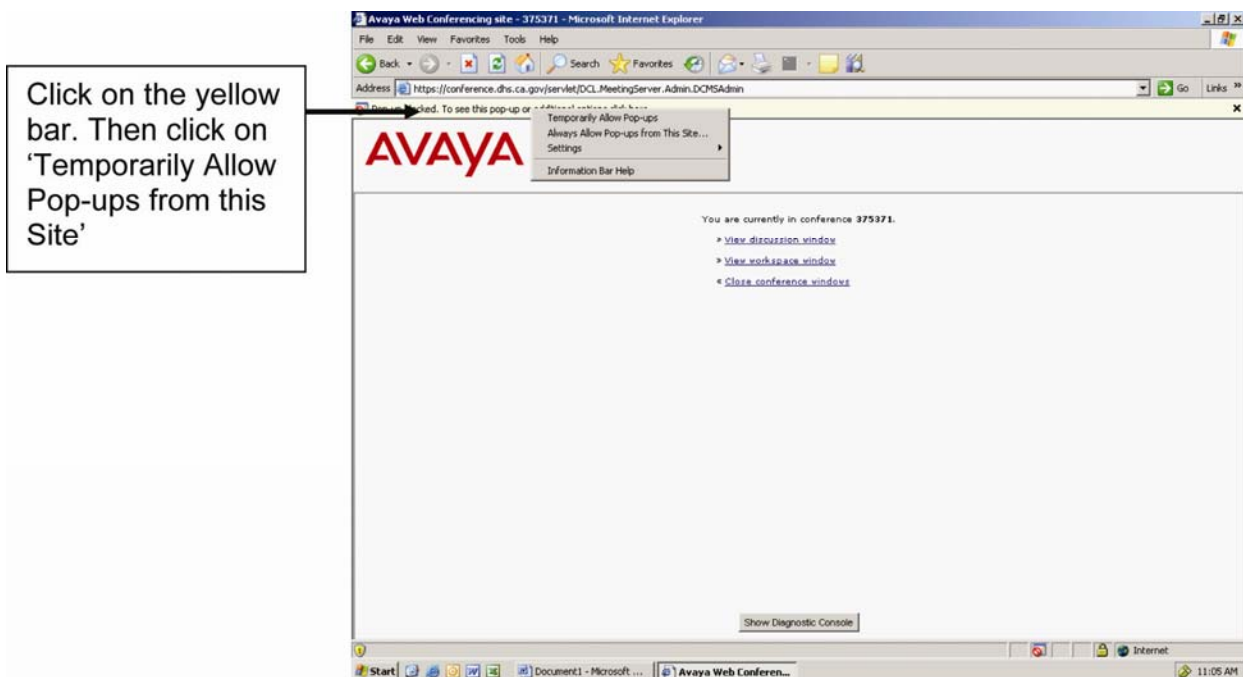 Click on the yellow
bar. Then click on
‘Temporarily Allow
Pop-ups from this
Site’
Avaya Web Conferencing site - 375371 - Microsoft Internet Explorer
File Edit View Favorites Tools Help
Back Search Favorites
Address https://conference.dhs.ca.gov/servlet/DCL.MeetingServer.Admin.DCMSAdmin Go Links »
To see this pop-up or
Temporarily Allow Pop-ups
Always Allow Pop-ups from This Site...
Settings
Information Bar Help
AVAYA
You are currently in conference 375371.
» View discussion window
» View workspace window
« Close conference windows
Show Diagnostic Console
Internet
Start Document1 - Microsoft ... Avaya Web Conferen... 11:05 AM